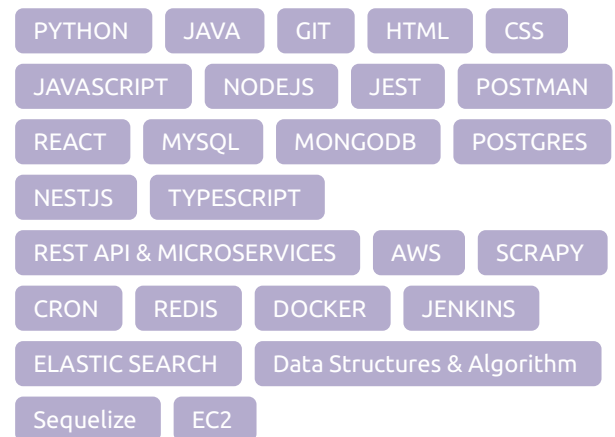 PYTHON JAVA GIT HTML CSS
JAVASCRIPT NODEJS JEST POSTMAN
REACT MYSQL MONGODB POSTGRES
NESTJS TYPESCRIPT
REST API & MICROSERVICES AWS SCRAPY
CRON REDIS DOCKER JENKINS
ELASTIC SEARCH Data Structures & Algorithm
Sequelize EC2